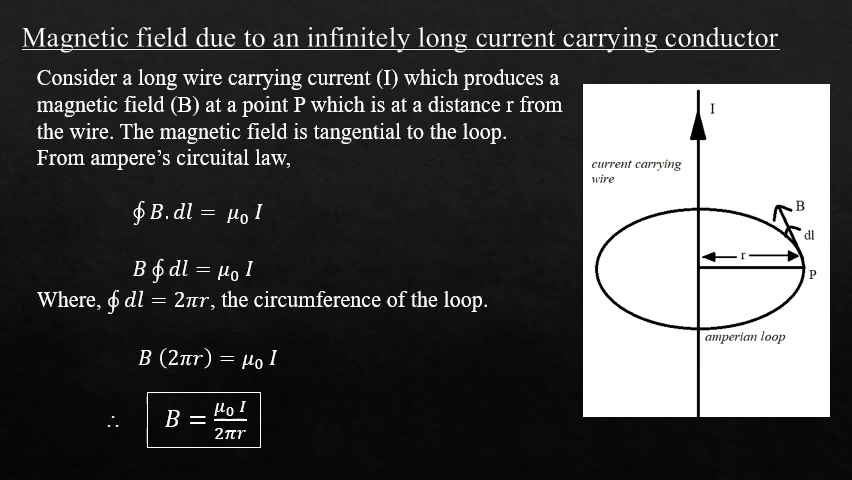 Magnetic field due to an infinitely long current carrying conductor
Consider a long wire carrying current (I) which produces a
magnetic field (B) at a point P which is at a distance r from
the wire. The magnetic field is tangential to the loop.
From ampere’s circuital law,
∮ B. dl = μ₀ I
B ∮ dl = μ₀ I
Where, ∮ dl = 2πr, the circumference of the loop.
B (2πr) = μ₀ I
∴ B = μ₀ I / 2πr
I
current carrying
wire
B
dl
r
P
amperian loop